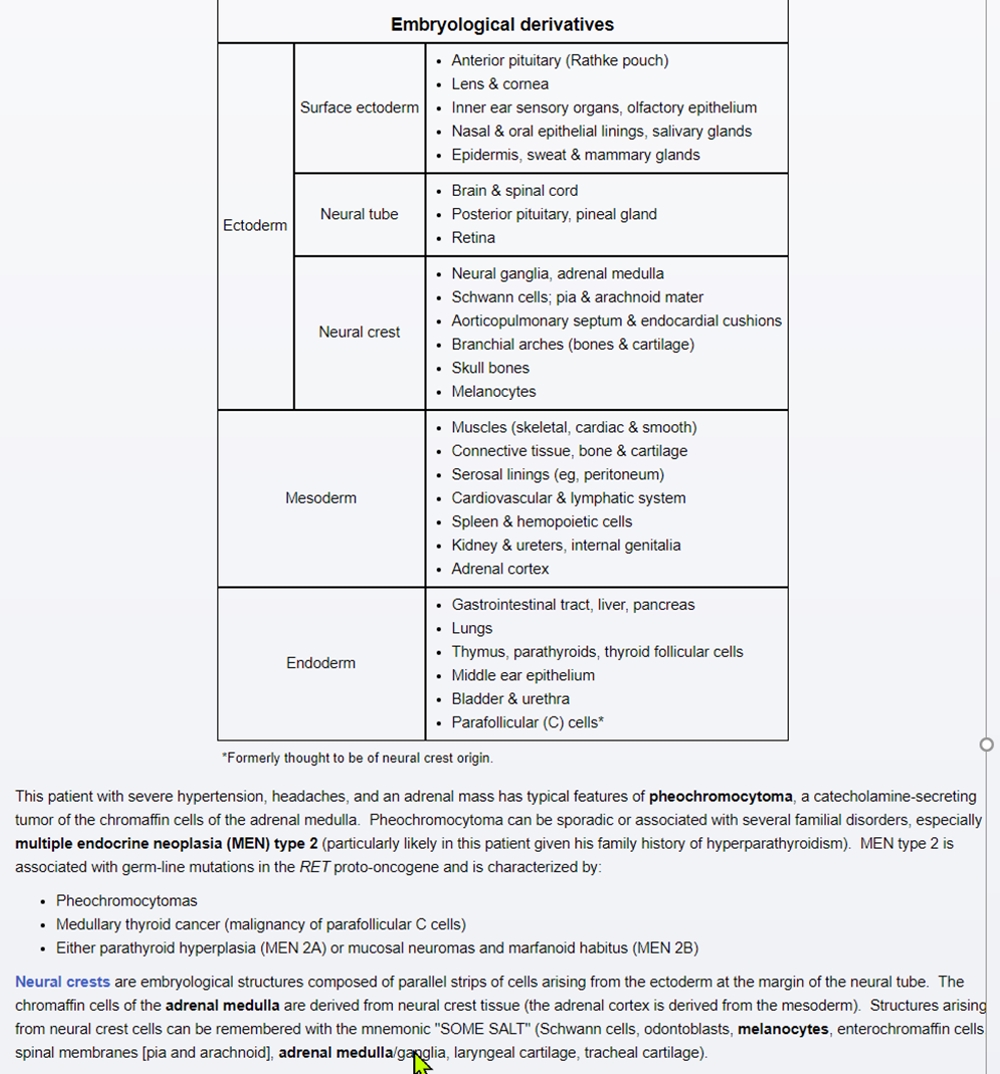 Embryological derivatives
Ectoderm
Surface ectoderm
• Anterior pituitary (Rathke pouch)
• Lens & cornea
• Inner ear sensory organs, olfactory epithelium
• Nasal & oral epithelial linings, salivary glands
• Epidermis, sweat & mammary glands
Neural tube
• Brain & spinal cord
• Posterior pituitary, pineal gland
• Retina
Neural crest
• Neural ganglia, adrenal medulla
• Schwann cells; pia & arachnoid mater
• Aorticopulmonary septum & endocardial cushions
• Branchial arches (bones & cartilage)
• Skull bones
• Melanocytes
Mesoderm
• Muscles (skeletal, cardiac & smooth)
• Connective tissue, bone & cartilage
• Serosal linings (eg, peritoneum)
• Cardiovascular & lymphatic system
• Spleen & hemopoietic cells
• Kidney & ureters, internal genitalia
• Adrenal cortex
Endoderm
• Gastrointestinal tract, liver, pancreas
• Lungs
• Thymus, parathyroids, thyroid follicular cells
• Middle ear epithelium
• Bladder & urethra
• Parafollicular (C) cells*
*Formerly thought to be of neural crest origin.
This patient with severe hypertension, headaches, and an adrenal mass has typical features of pheochromocytoma, a catecholamine-secreting
tumor of the chromaffin cells of the adrenal medulla. Pheochromocytoma can be sporadic or associated with several familial disorders, especially
multiple endocrine neoplasia (MEN) type 2 (particularly likely in this patient given his family history of hyperparathyroidism). MEN type 2 is
associated with germ-line mutations in the RET proto-oncogene and is characterized by:
• Pheochromocytomas
• Medullary thyroid cancer (malignancy of parafollicular C cells)
• Either parathyroid hyperplasia (MEN 2A) or mucosal neuromas and marfanoid habitus (MEN 2B)
Neural crests are embryological structures composed of parallel strips of cells arising from the ectoderm at the margin of the neural tube. The
chromaffin cells of the adrenal medulla are derived from neural crest tissue (the adrenal cortex is derived from the mesoderm). Structures arising
from neural crest cells can be remembered with the mnemonic "SOME SALT" (Schwann cells, odontoblasts, melanocytes, enterochromaffin cells
spinal membranes [pia and arachnoid], adrenal medulla/ganglia, laryngeal cartilage, tracheal cartilage).